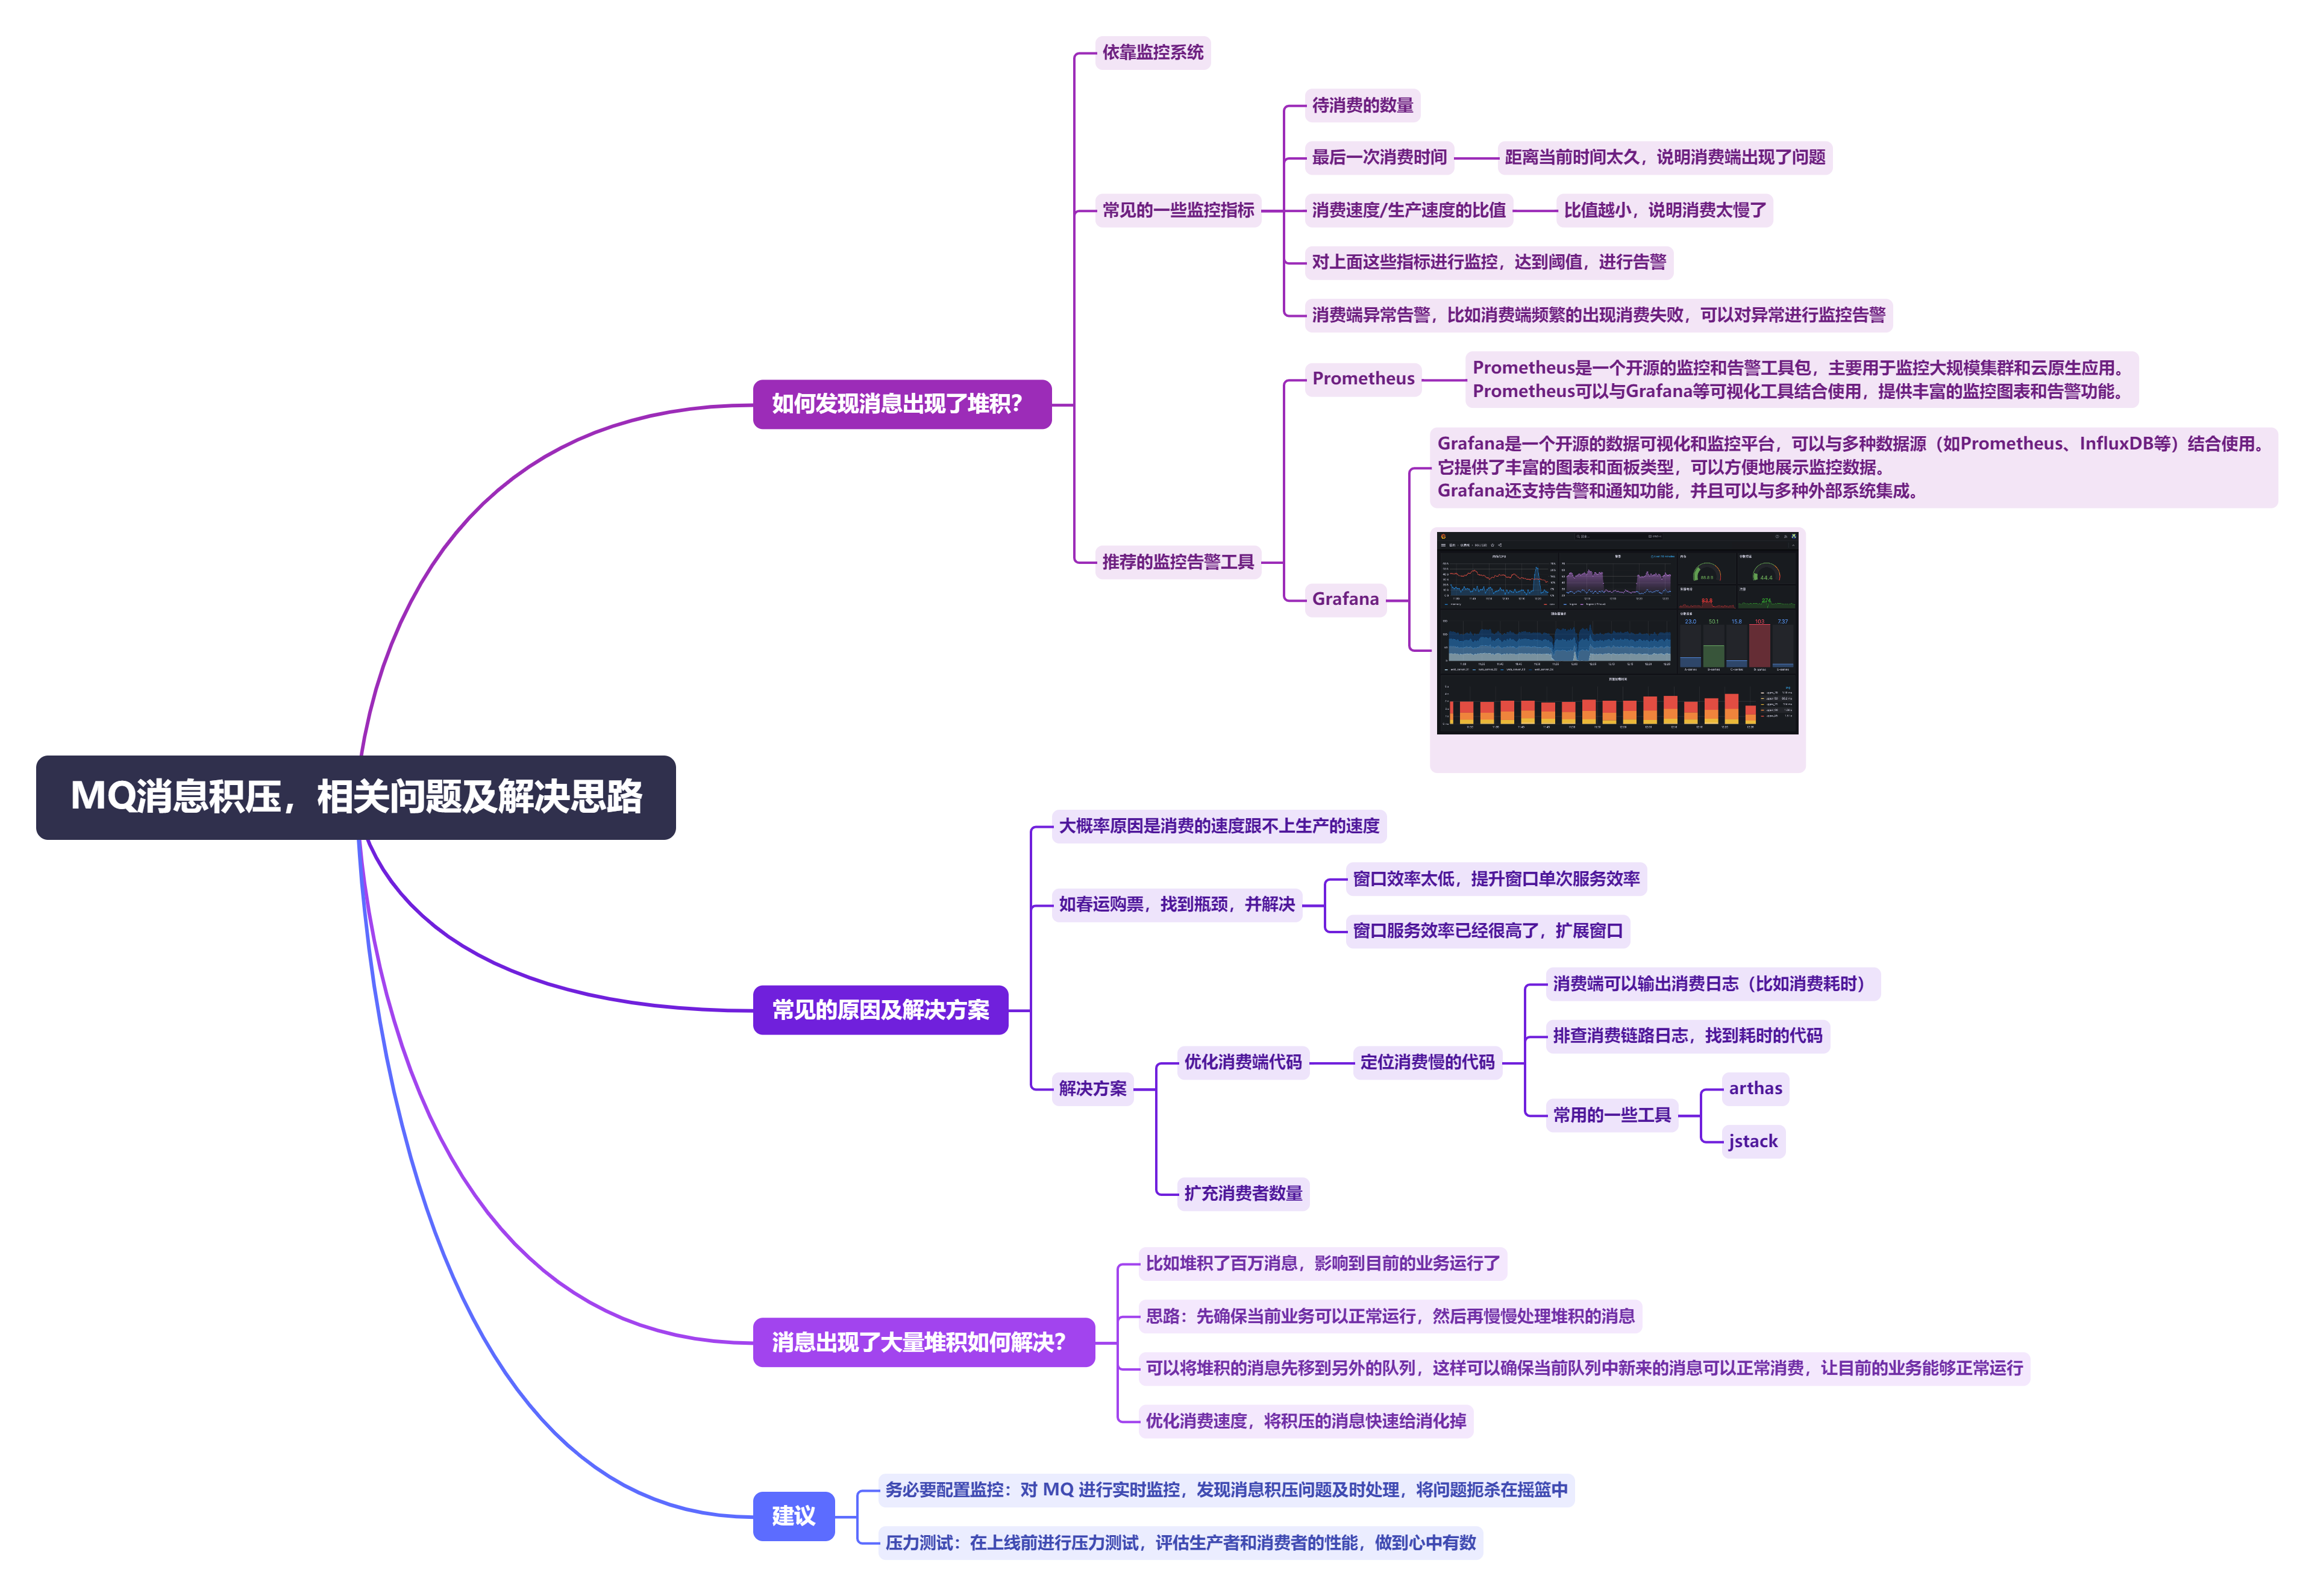 MQ消息积压，相关问题及解决思路
如何发现消息出现了堆积？
依靠监控系统
常见的一些监控指标
待消费的数量
最后一次消费时间
距离当前时间太久，说明消费端出现了问题
消费速度/生产速度的比值
比值越小，说明消费太慢了
对上面这些指标进行监控，达到阈值，进行告警
消费端异常告警，比如消费端频繁的出现消费失败，可以对异常进行监控告警
推荐的监控告警工具
Prometheus
Prometheus是一个开源的监控和告警工具包，主要用于监控大规模集群和云原生应用。
Prometheus可以与Grafana等可视化工具结合使用，提供丰富的监控图表和告警功能。
Grafana
Grafana是一个开源的数据可视化和监控平台，可以与多种数据源（如Prometheus、InfluxDB等）结合使用。
它提供了丰富的图表和面板类型，可以方便地展示监控数据。
Grafana还支持告警和通知功能，并且可以与多种外部系统集成。
44.4
23.0 50.1 15.8 103 7.37
常见的原因及解决方案
大概率原因是消费的速度跟不上生产的速度
如春运购票，找到瓶颈，并解决
窗口效率太低，提升窗口单次服务效率
窗口服务效率已经很高了，扩展窗口
解决方案
优化消费端代码
定位消费慢的代码
消费端可以输出消费日志（比如消费耗时）
排查消费链路日志，找到耗时的代码
常用的一些工具
arthas
jstack
扩充消费者数量
消息出现了大量堆积如何解决？
比如堆积了百万消息，影响到目前的业务运行了
思路：先确保当前业务可以正常运行，然后再慢慢处理堆积的消息
可以将堆积的消息先移到另外的队列，这样可以确保当前队列中新来的消息可以正常消费，让目前的业务能够正常运行
优化消费速度，将积压的消息快速给消化掉
建议
务必要配置监控：对 MQ 进行实时监控，发现消息积压问题及时处理，将问题扼杀在摇篮中
压力测试：在上线前进行压力测试，评估生产者和消费者的性能，做到心中有数